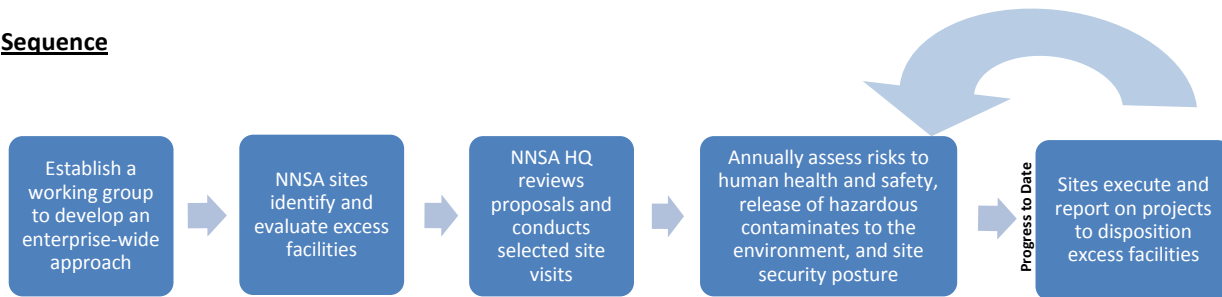 Sequence
Establish a
working group
to develop an
enterprise-wide
approach
NNSA sites
identify and
evaluate excess
facilities
NNSA HQ
reviews
proposals and
conducts
selected site
visits
Annually assess risks to
human health and safety,
release of hazardous
contaminates to the
environment, and site
security posture
Progress to Date
Sites execute and
report on projects
to disposition
excess facilities